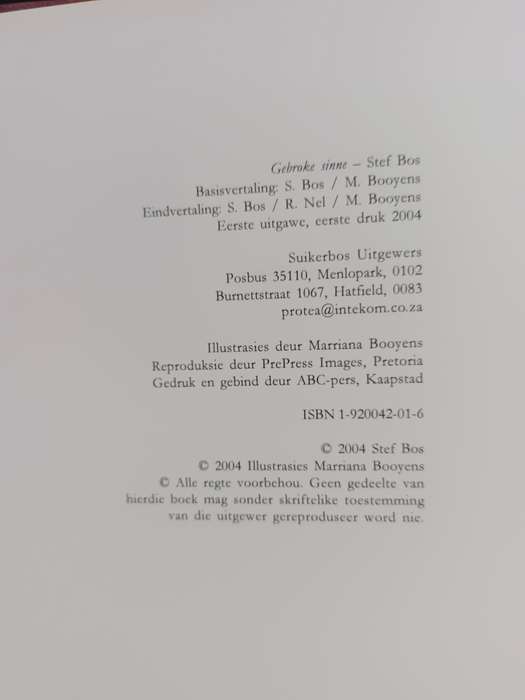 Gebroke sinne – Stef Bos
Basisvertaling: S. Bos / M. Booyens
Eindvertaling: S. Bos / R. Nel / M. Booyens
Eerste uitgawe, eerste druk 2004
Suikerbos Uitgewers
Posbus 35110, Menlopark, 0102
Burnettstraat 1067, Hatfield, 0083
protea@intekom.co.za
Illustrasies deur Marriana Booyens
Reproduksie deur PrePress Images, Pretoria
Gedruk en gebind deur ABC-pers, Kaapstad
ISBN 1-920042-01-6
© 2004 Stef Bos
© 2004 Illustrasies Marriana Booyens
© Alle regte voorbehou. Geen gedeelte van
hierdie boek mag sonder skriftelike toestemming
van die uitgewer gereproduseer word nie.